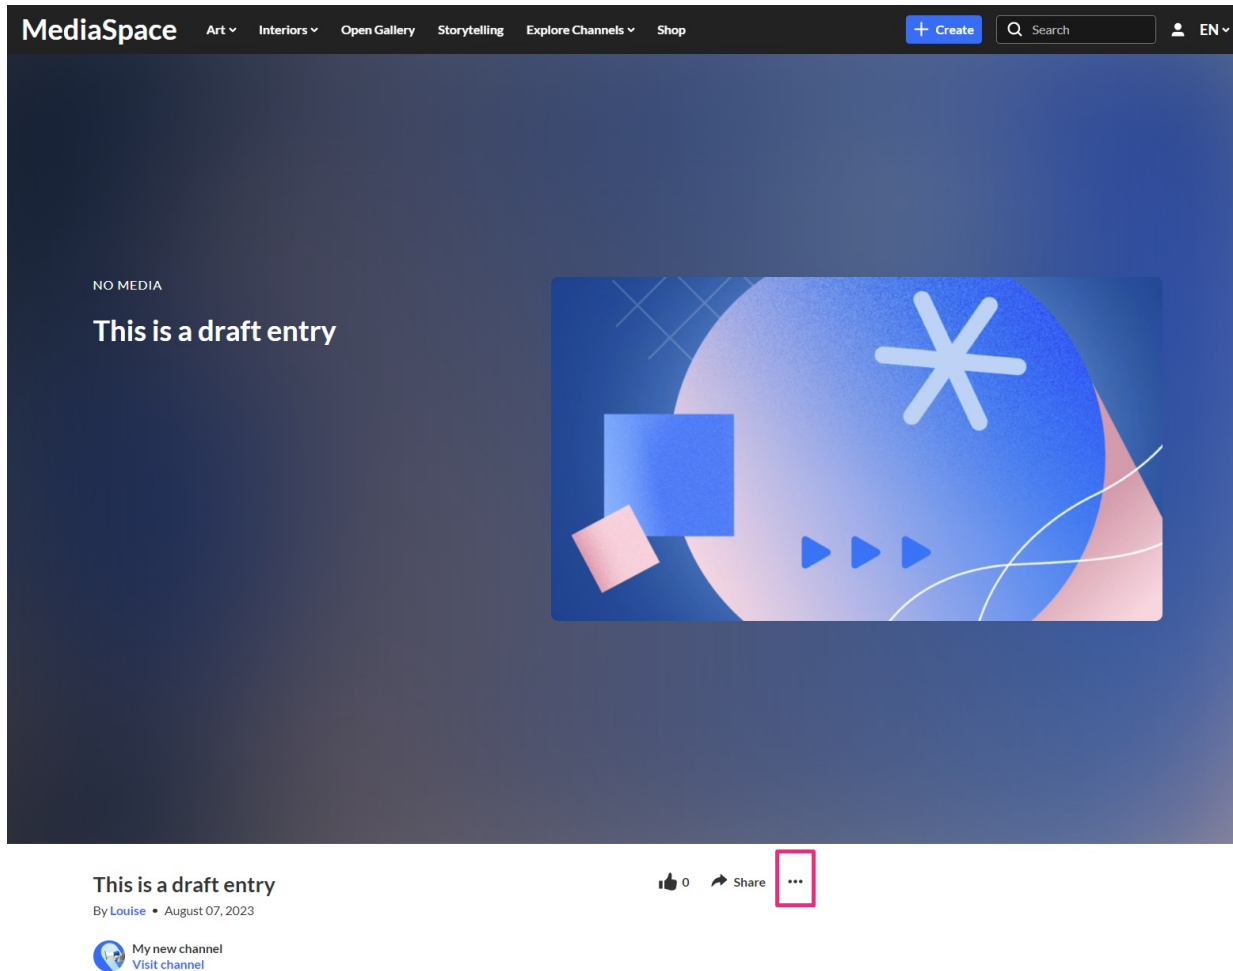 MediaSpace Art Interiors Open Gallery Storytelling Explore Channels Shop + Create Search EN
NO MEDIA
This is a draft entry
This is a draft entry
0 Share ...
By Louise • August 07, 2023
My new channel
Visit channel